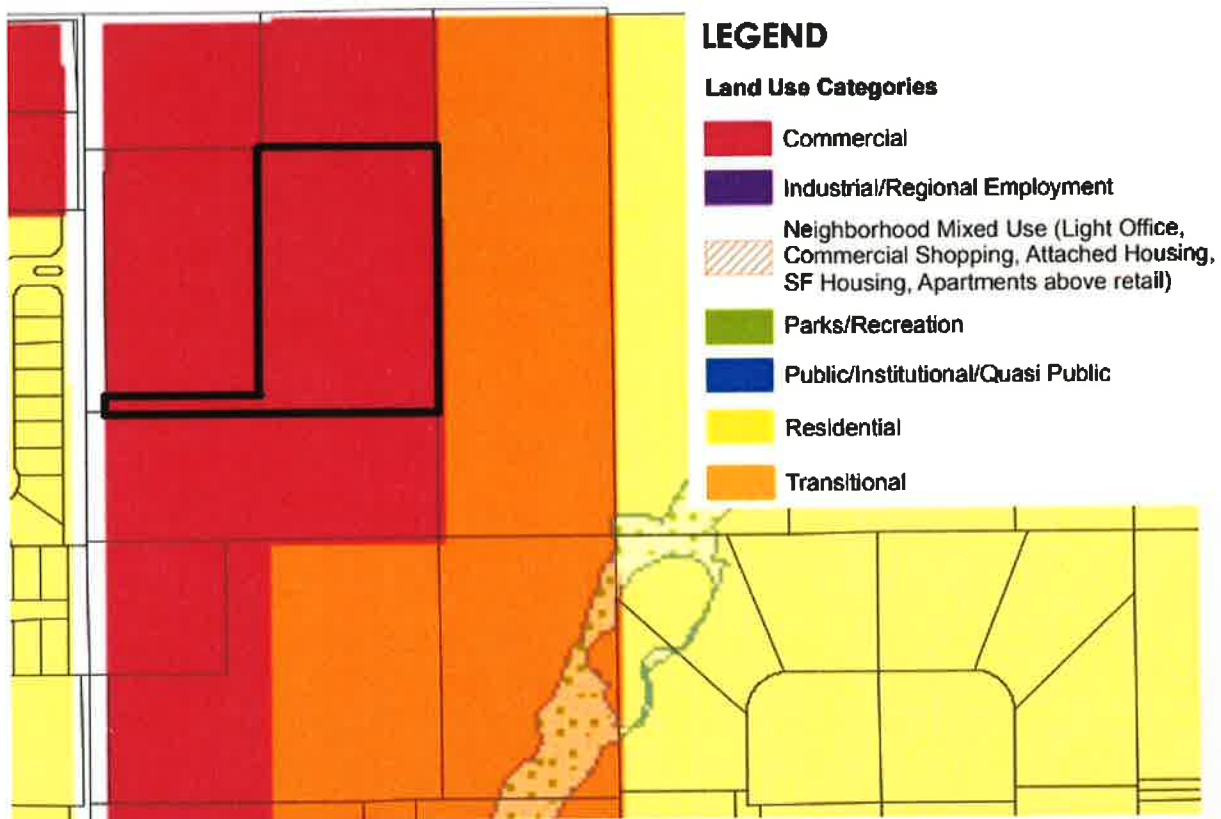 LEGEND
Land Use Categories
Commercial
Industrial/Regional Employment
Neighborhood Mixed Use (Light Office,
Commercial Shopping, Attached Housing,
SF Housing, Apartments above retail)
Parks/Recreation
Public/Institutional/Quasi Public
Residential
Transitional